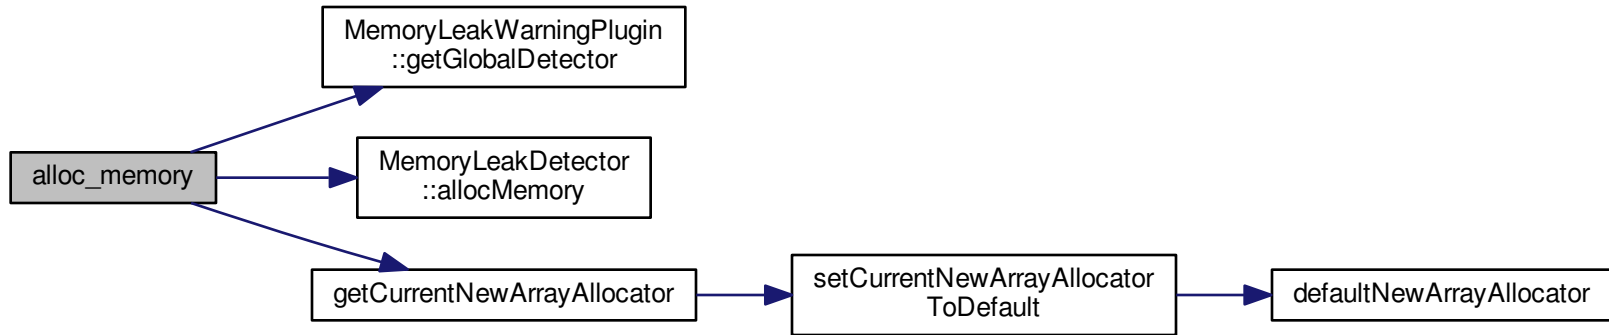 MemoryLeakWarningPlugin
::getGlobalDetector
alloc_memory
MemoryLeakDetector
::allocMemory
getCurrentNewArrayAllocator
setCurrentNewArrayAllocator
ToDefault
defaultNewArrayAllocator